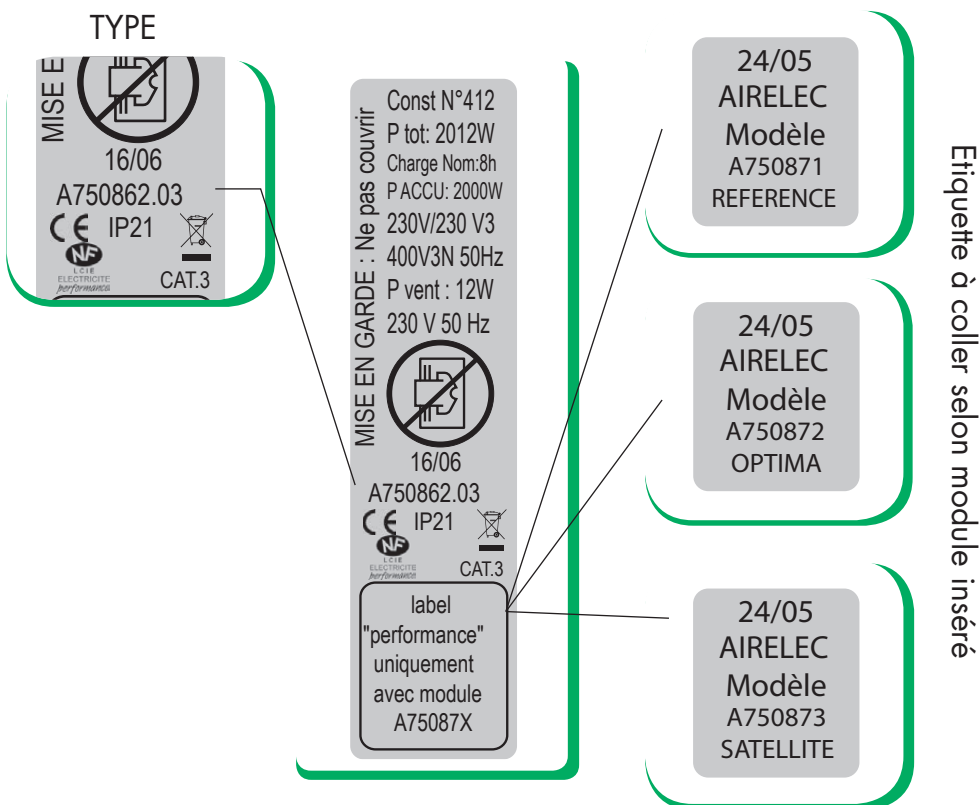 TYPE
MISE E
16/06
A750862.03
CE IP21
NF
LCIE
ELECTRICITE
performance
CAT.3
MISE EN GARDE : Ne pas couvrir
Const N°412
P tot: 2012W
Charge Nom:8h
P ACCU: 2000W
230V/230 V3
400V3N 50Hz
P vent : 12W
230 V 50 Hz
16/06
A750862.03
CE IP21
NF
LCIE
ELECTRICITE
performance
CAT.3
label
"performance"
uniquement
avec module
A75087X
24/05
AIRELEC
Modèle
A750871
REFERENCE
24/05
AIRELEC
Modèle
A750872
OPTIMA
24/05
AIRELEC
Modèle
A750873
SATELLITE
Etiquette à coller selon module inséré